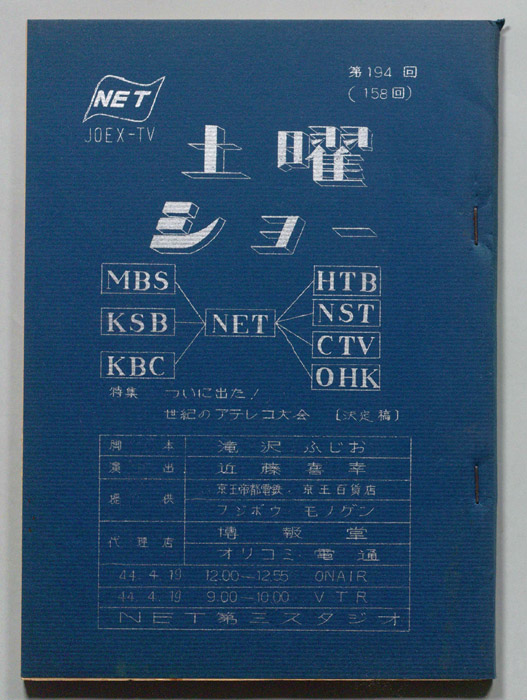 NET
JOEX-TV
第194回
(158回)
土曜
ショー
MBS
KSB
KBC
NET
HTB
NST
CTV
OHK
特集 ついに出た!
世紀のアテレコ大会 〔決定稿〕
脚本 滝沢ふじお
演出 近藤喜幸
提供 京王帝都電鉄・京王百貨店
フジボウ モノゲン
代理店 博報堂
オリコミ・電通
44.4.19 12:00—12:55 ONAIR
44.4.19 9:00—10:00 VTR
NET第三スタジオ